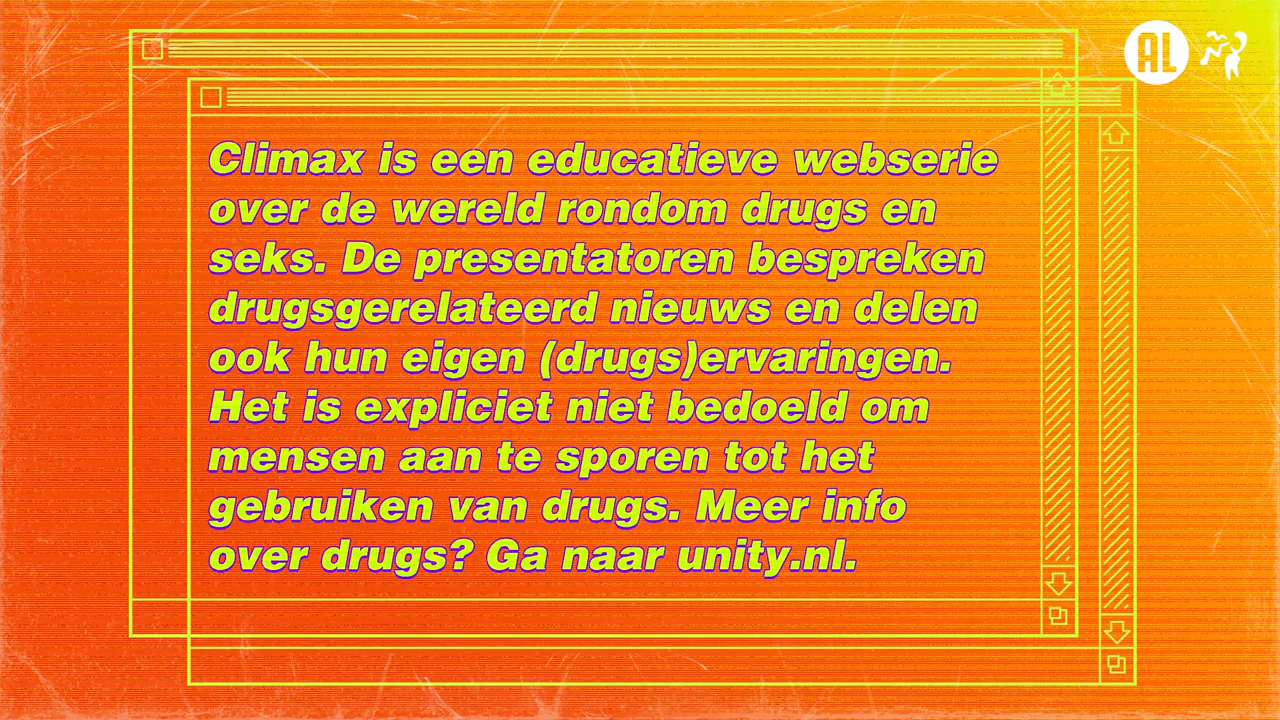 AL
Climax is een educatieve webserie
over de wereld rondom drugs en
seks. De presentatoren bespreken
drugsgerelateerd nieuws en delen
ook hun eigen (drugs)ervaringen.
Het is expliciet niet bedoeld om
mensen aan te sporen tot het
gebruiken van drugs. Meer info
over drugs? Ga naar unity.nl.